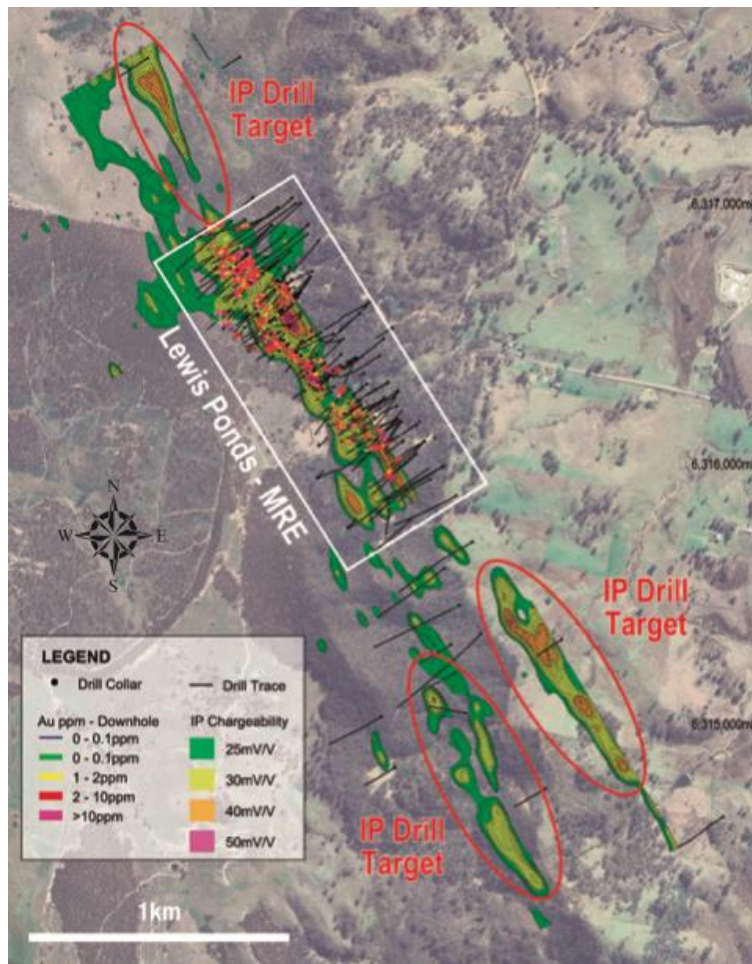 IP Drill
Target
6,317,000m
Lewis Ponds - MRE
6,316,000m
N
W
E
S
IP Drill
Target
LEGEND
Drill Collar
Drill Trace
Au ppm - Downhole
IP Chargeability
0 - 0.1ppm
25mV/V
0 - 0.1ppm
30mV/V
1 - 2ppm
40mV/V
2 - 10ppm
50mV/V
>10ppm
6,315,000m
IP Drill
Target
1km